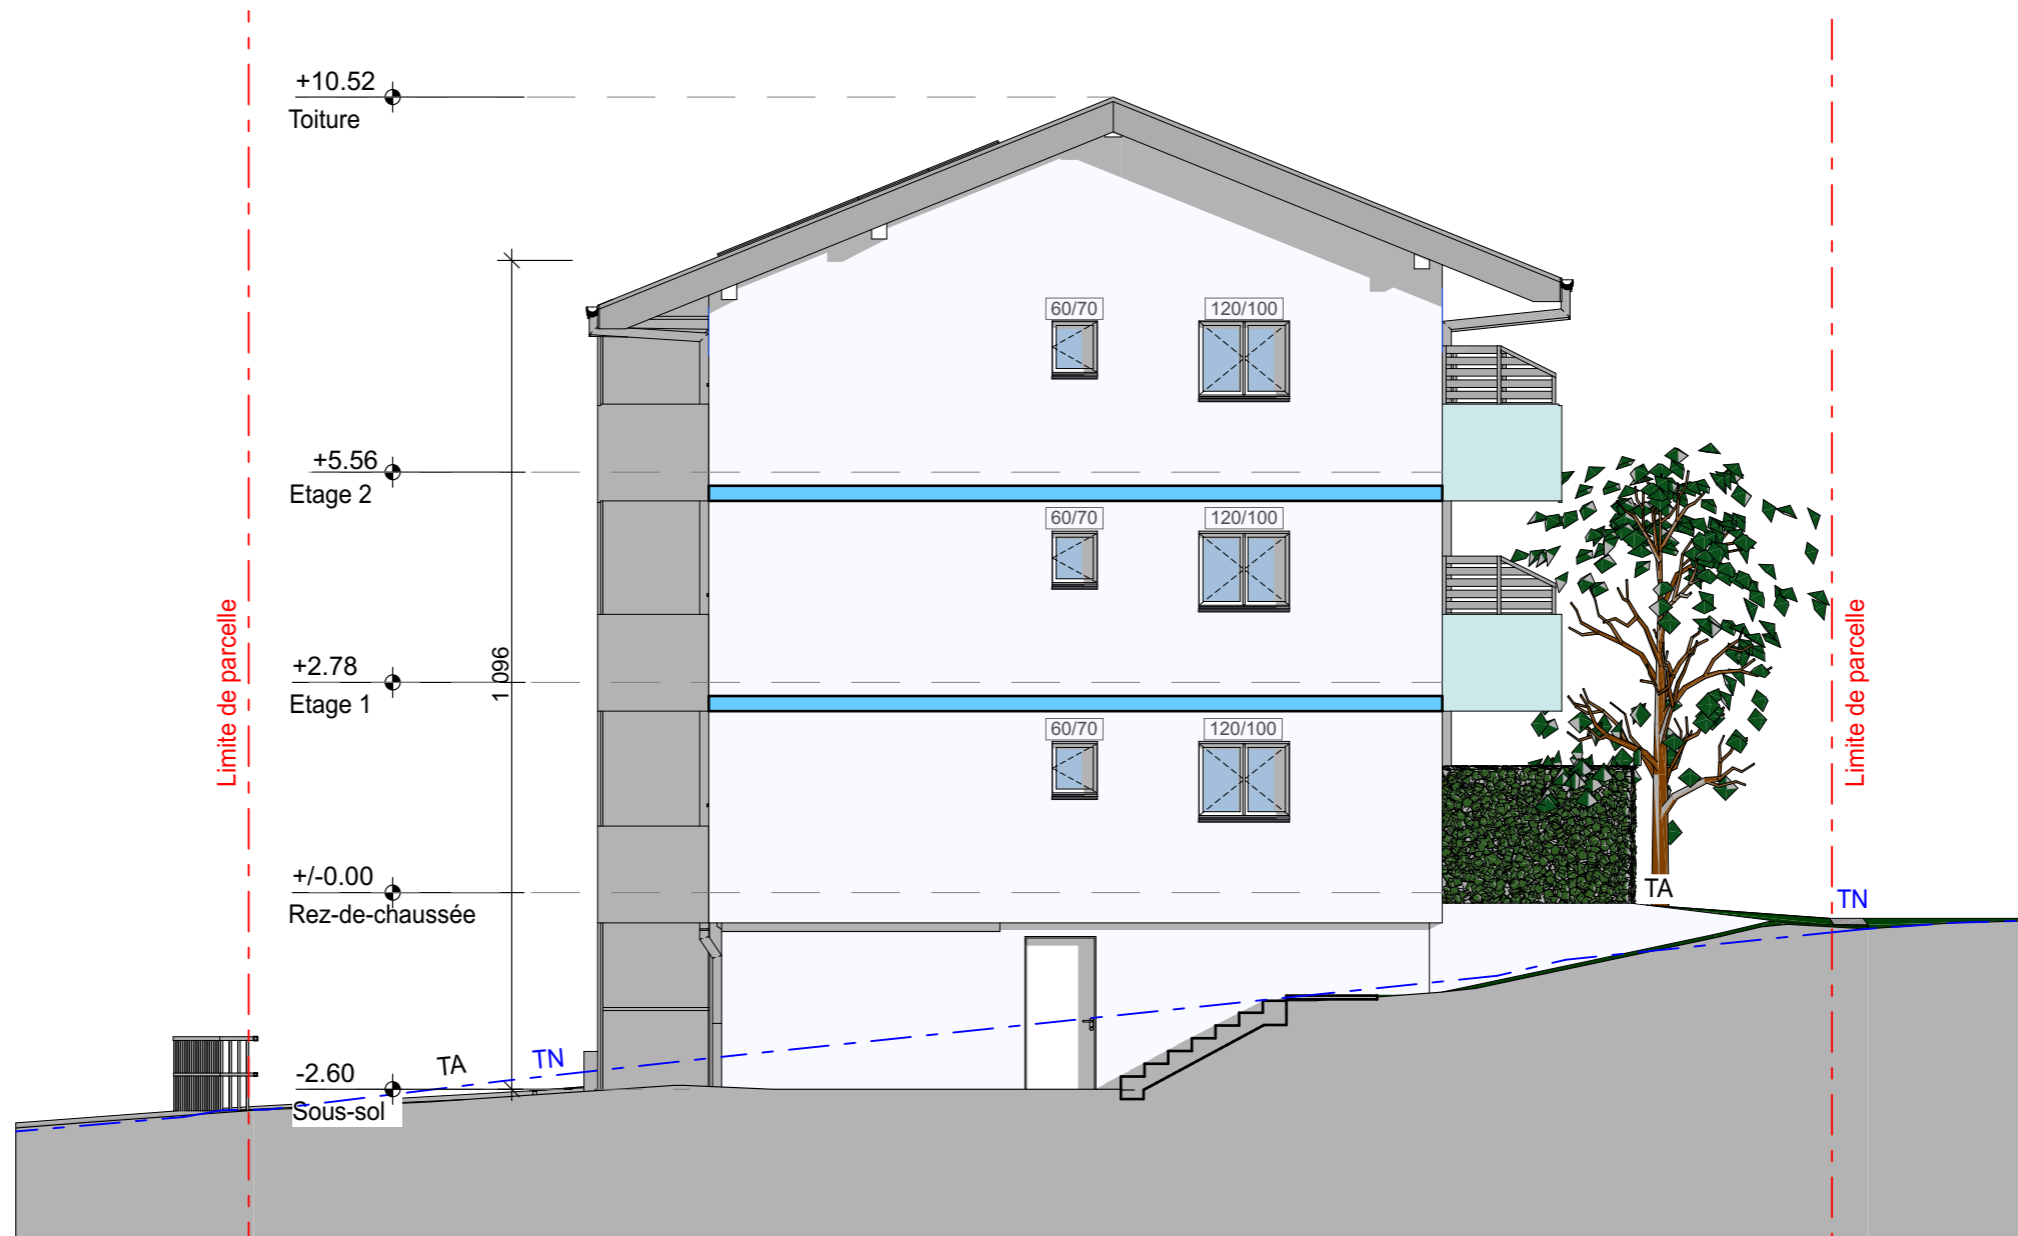 +10.52
Toiture
60/70
120/100
+5.56
Etage 2
60/70
120/100
Limite de parcelle
Limite de parcelle
1 096
+2.78
Etage 1
60/70
120/100
+/-0.00
Rez-de-chaussée
TA
TN
TA
TN
-2.60
Sous-sol